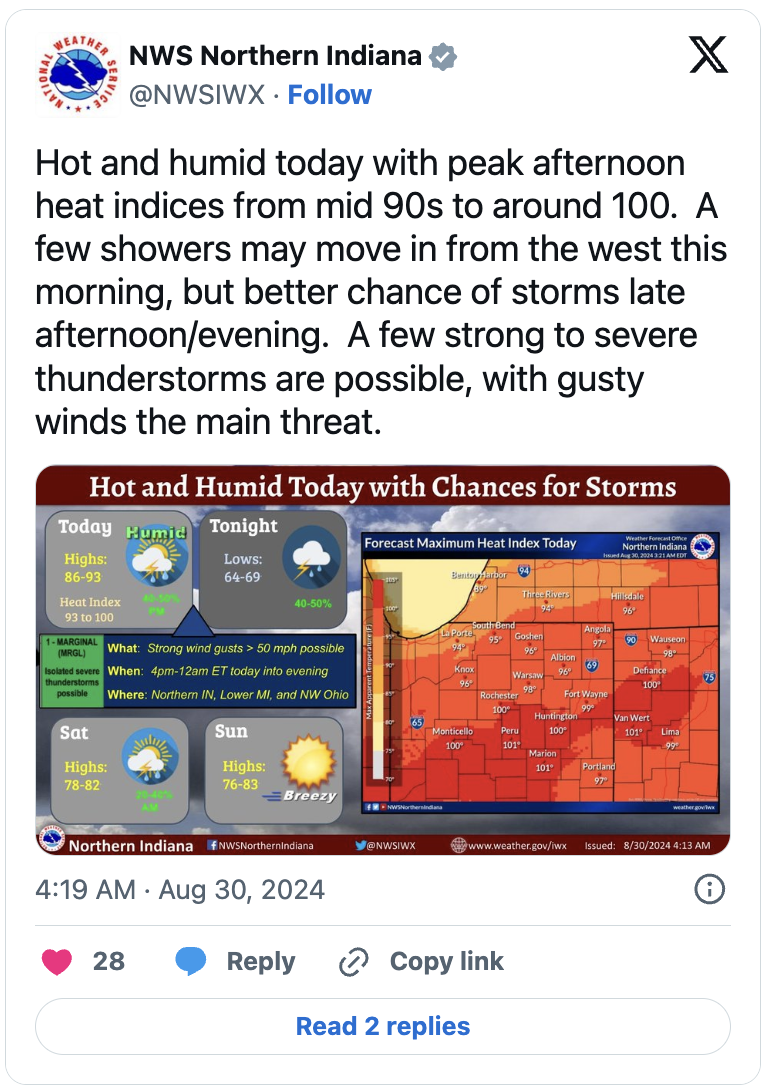 NATIONAL WEATHER SERVICE
NWS Northern Indiana
@NWSIWX · Follow
Hot and humid today with peak afternoon
heat indices from mid 90s to around 100. A
few showers may move in from the west this
morning, but better chance of storms late
afternoon/evening. A few strong to severe
thunderstorms are possible, with gusty
winds the main threat.
Hot and Humid Today with Chances for Storms
Today
Humid
Highs:
86-93
Heat Index
93 to 100
40-50%
PM
Tonight
Lows:
64-69
40-50%
1 - MARGINAL
(MRGL)
Isolated severe
thunderstorms
possible
What: Strong wind gusts > 50 mph possible
When: 4pm-12am ET today into evening
Where: Northern IN, Lower MI, and NW Ohio
Sat
Highs:
78-82
20-40%
AM
Sun
Highs:
76-83
Breezy
Forecast Maximum Heat Index Today
Weather Forecast Office
Northern Indiana
Issued Aug 30, 2024 3:21 AM EDT
Max Apparent Temperature (F)
105°
100°
95°
90°
85°
80°
75°
70°
Benton Harbor
89°
94
Three Rivers
94°
Hillsdale
96°
South Bend
95°
La Porte
94°
Goshen
96°
Angola
97°
90
Wauseon
98°
Knox
96°
Warsaw
98°
Albion
96°
69
Defiance
100°
75
Rochester
100°
Fort Wayne
99°
65
Monticello
100°
Peru
101°
Huntington
100°
Van Wert
101°
Lima
99°
Marion
101°
Portland
97°
NWSNorthernIndiana
weather.gov/iwx
Northern Indiana
NWSNorthernIndiana
@NWSIWX
www.weather.gov/iwx
Issued: 8/30/2024 4:13 AM
4:19 AM · Aug 30, 2024
28
Reply
Copy link
Read 2 replies